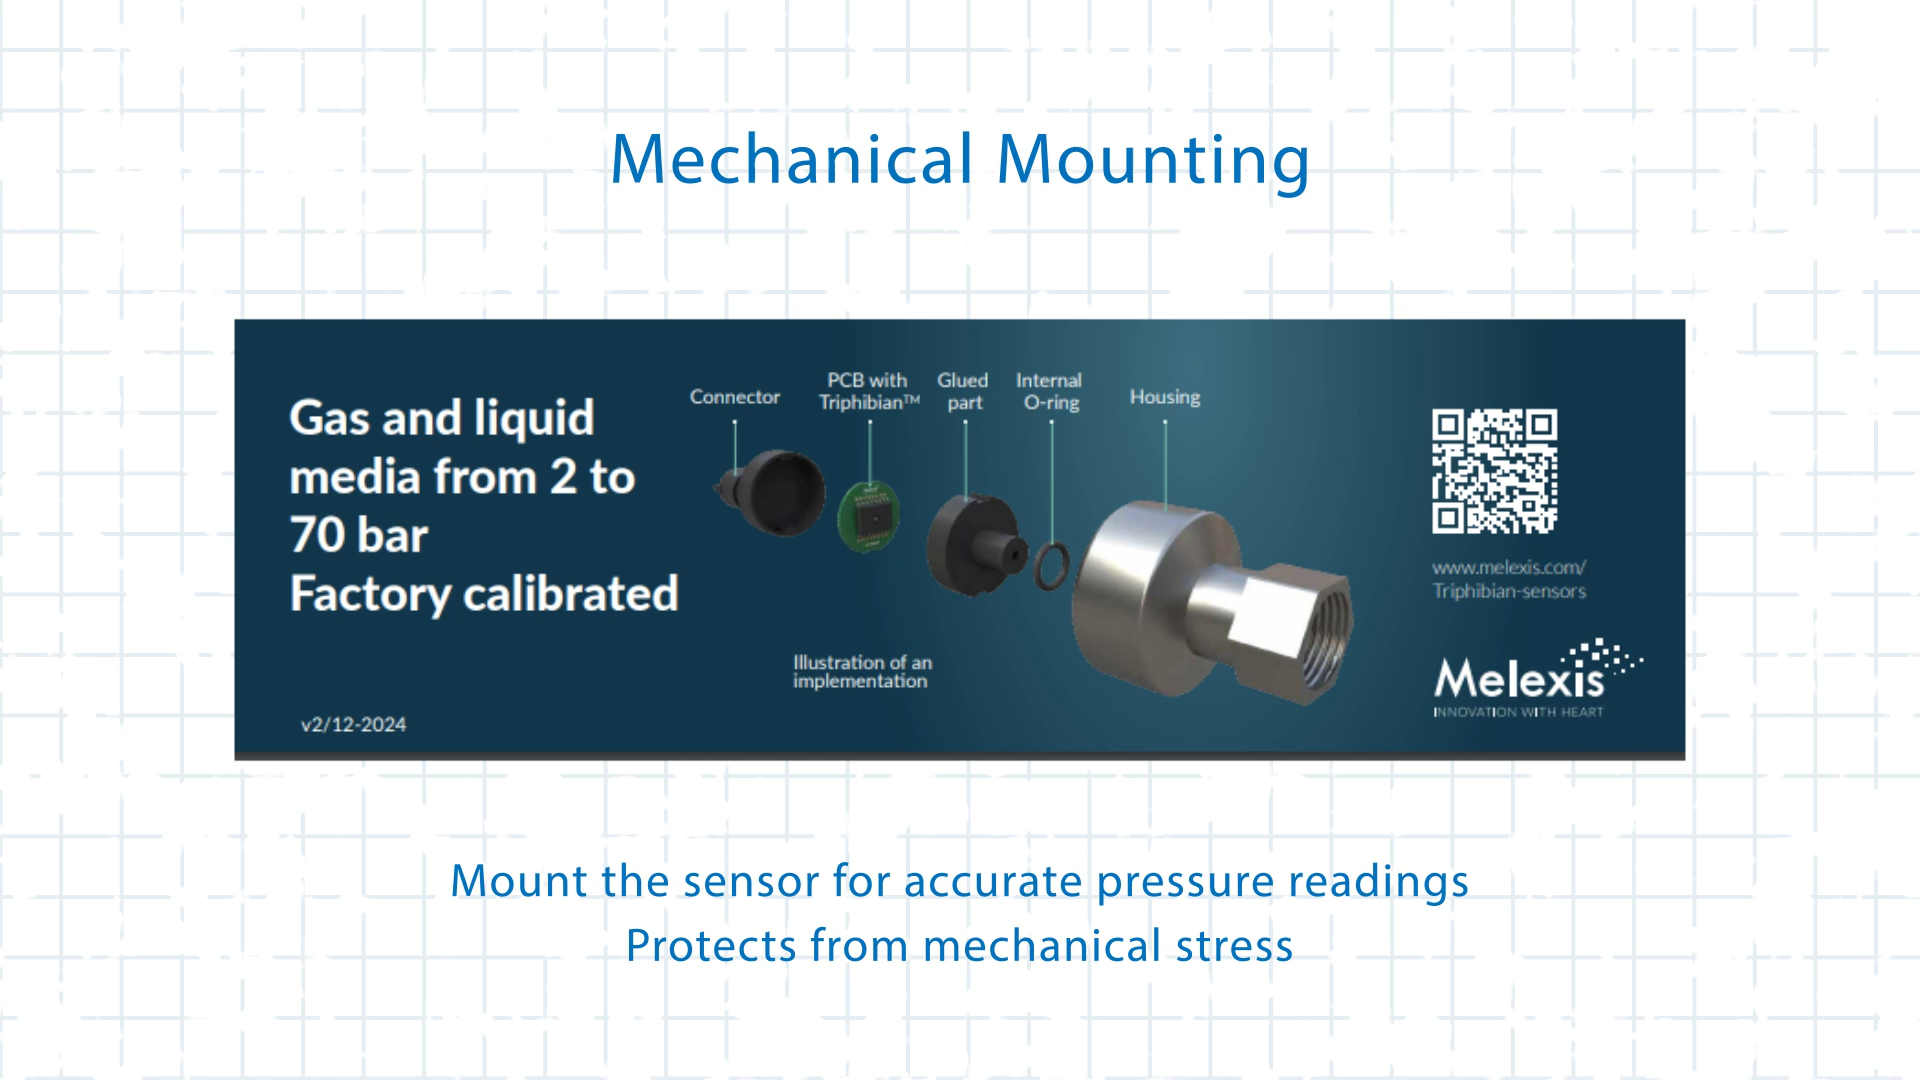 Mechanical Mounting
Gas and liquid
media from 2 to
70 bar
Factory calibrated
v2/12-2024
Connector
PCB with
Triphibian™
Glued
part
Internal
O-ring
Housing
Illustration of an
implementation
www.melexis.com/
Triphibian-sensors
Melexis
INNOVATION WITH HEART
Mount the sensor for accurate pressure readings
Protects from mechanical stress